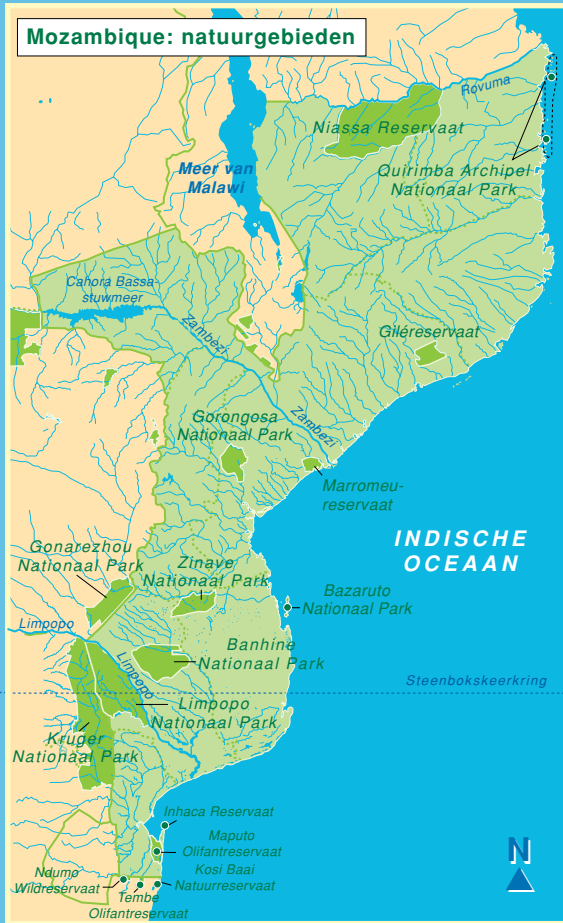 Mozambique: natuurgebieden
Rovuma
Niassa Reservaat
Meer van
Malawi
Quirimba Archipel
Nationaal Park
Cahora Bassa-
stuwmeer
Zambezi
Giléreservaat
Gorongosa
Nationaal Park
Zambezi
Marromeu-
reservaat
INDISCHE
OCEAAN
Gonarezhou
Nationaal Park
Zinave
Nationaal Park
Bazaruto
Nationaal Park
Limpopo
Banhine
Nationaal Park
Limpopo
Steenbokskeerkring
Limpopo
Nationaal Park
Kruger
Nationaal Park
Inhaca Reservaat
Maputo
Olifantreservaat
Kosi Baai
Natuurreservaat
Ndumo
Wildreservaat
Tembe
Olifantreservaat
N